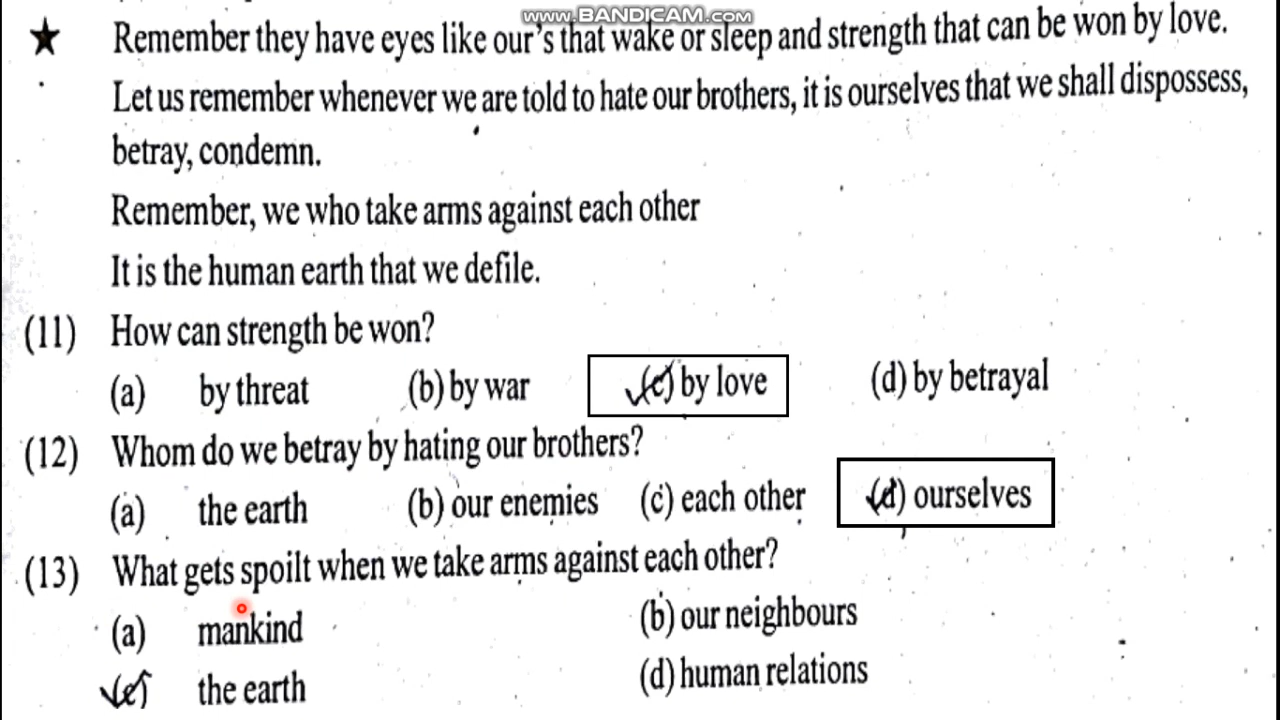 www.BANDICAM.com
★ Remember they have eyes like our's that wake or sleep and strength that can be won by love.
Let us remember whenever we are told to hate our brothers, it is ourselves that we shall dispossess,
betray, condemn.
Remember, we who take arms against each other
It is the human earth that we defile.
(11) How can strength be won?
(a) by threat (b) by war (c) by love (d) by betrayal
(12) Whom do we betray by hating our brothers?
(a) the earth (b) our enemies (c) each other (d) ourselves
(13) What gets spoilt when we take arms against each other?
(a) mankind (b) our neighbours
(c) the earth (d) human relations